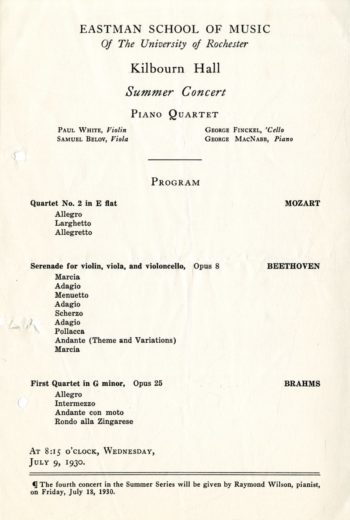 EASTMAN SCHOOL OF MUSIC
Of The University of Rochester
Kilbourn Hall
Summer Concert
PIANO QUARTET
PAUL WHITE, Violin GEORGE FINCKEL, 'Cello
SAMUEL BELOV, Viola GEORGE MACNABB, Piano
PROGRAM
Quartet No. 2 in E flat MOZART
Allegro
Larghetto
Allegretto
Serenade for violin, viola, and violoncello, Opus 8 BEETHOVEN
Marcia
Adagio
Menuetto
Adagio
Scherzo
Adagio
Pollacca
Andante (Theme and Variations)
Marcia
First Quartet in G minor, Opus 25 BRAHMS
Allegro
Intermezzo
Andante con moto
Rondo alla Zingarese
AT 8:15 O'CLOCK, WEDNESDAY,
JULY 9, 1930.
¶ The fourth concert in the Summer Series will be given by Raymond Wilson, pianist,
on Friday, July 18, 1930.